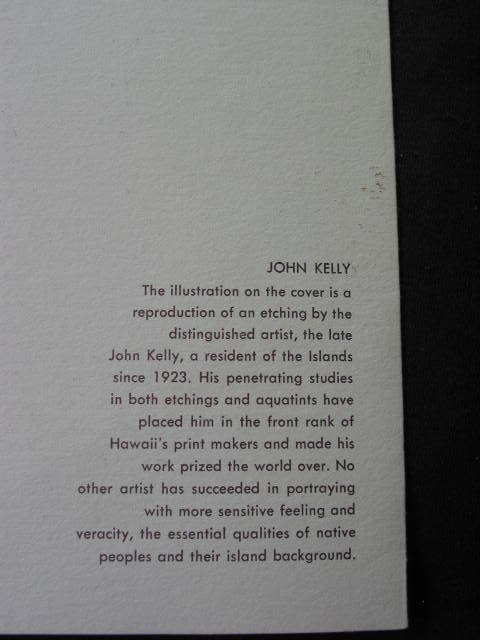 JOHN KELLY
The illustration on the cover is a
reproduction of an etching by the
distinguished artist, the late
John Kelly, a resident of the Islands
since 1923. His penetrating studies
in both etchings and aquatints have
placed him in the front rank of
Hawaii's print makers and made his
work prized the world over. No
other artist has succeeded in portraying
with more sensitive feeling and
veracity, the essential qualities of native
peoples and their island background.